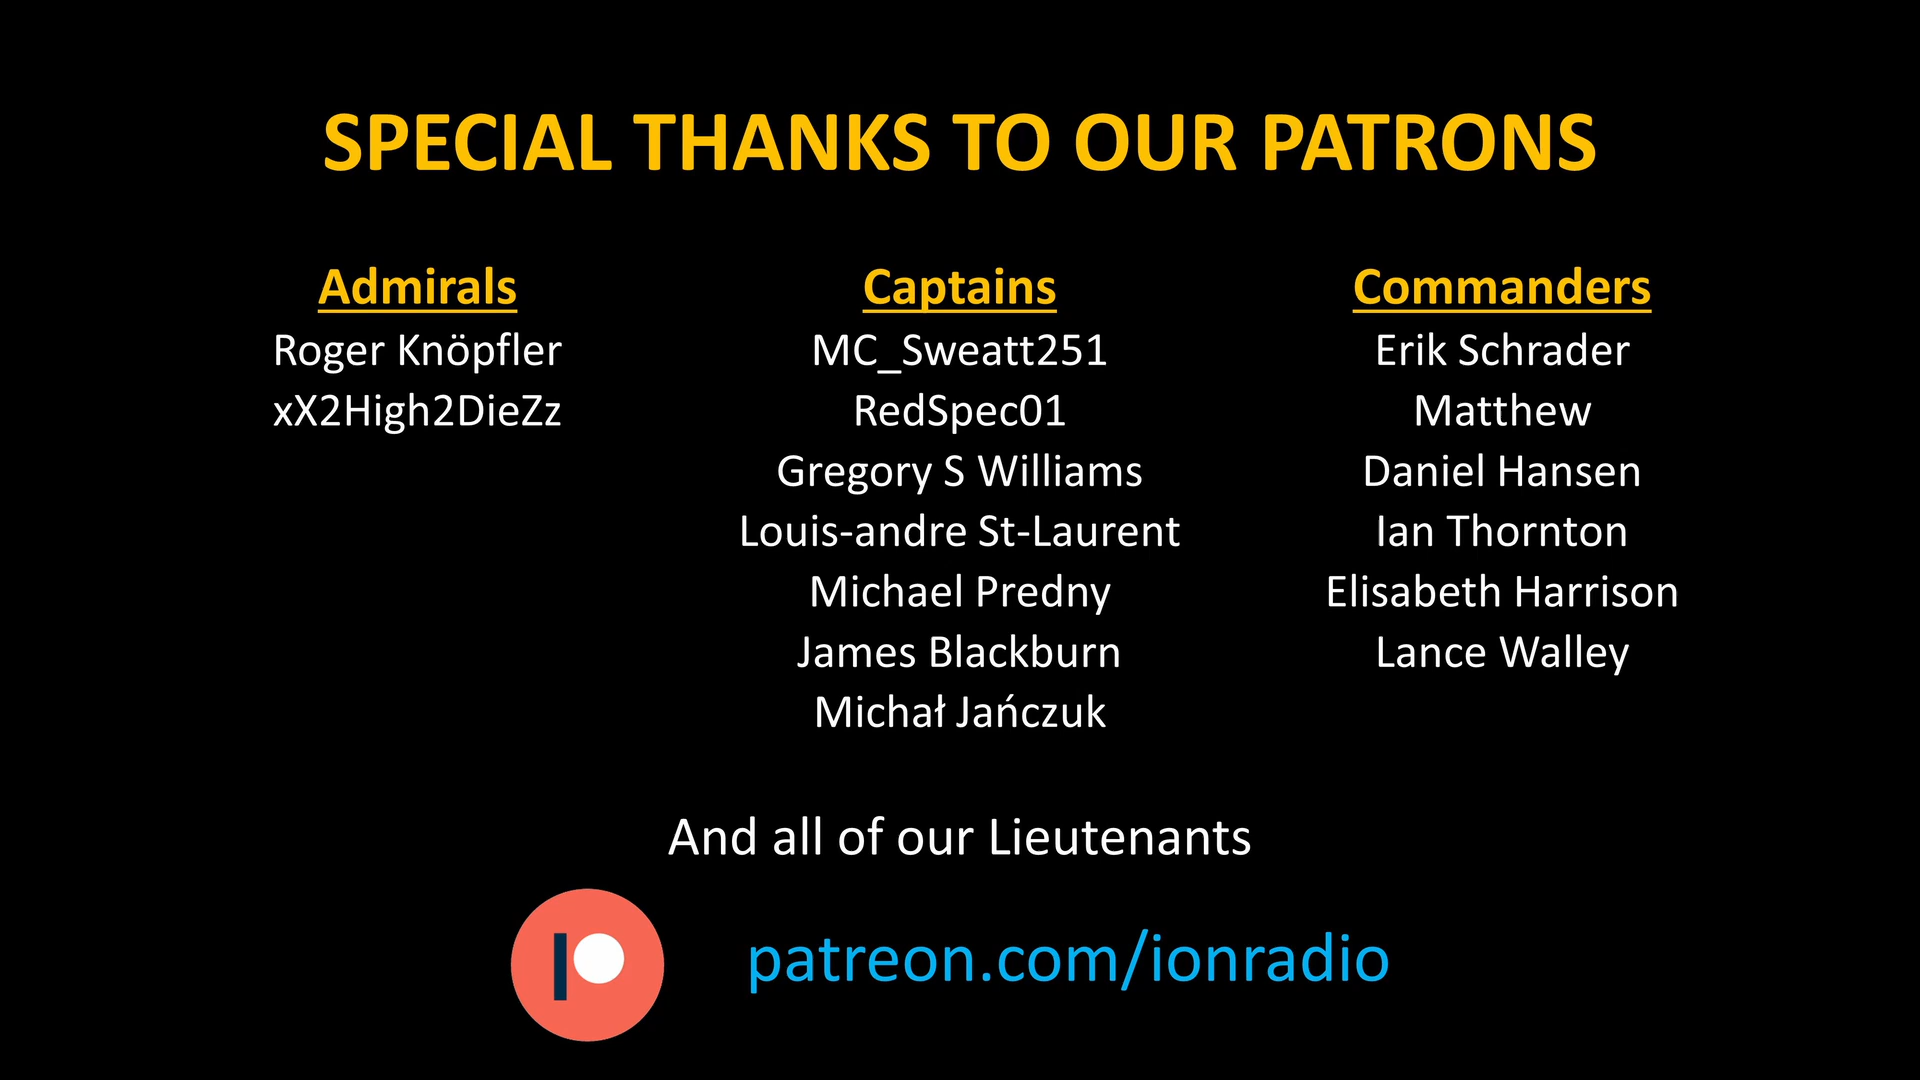 SPECIAL THANKS TO OUR PATRONS
Admirals
Roger Knöpfler
xX2High2DieZz
Captains
MC_Sweatt251
RedSpec01
Gregory S Williams
Louis-andre St-Laurent
Michael Predny
James Blackburn
Michał Jańczuk
Commanders
Erik Schrader
Matthew
Daniel Hansen
Ian Thornton
Elisabeth Harrison
Lance Walley
And all of our Lieutenants
patreon.com/ionradio